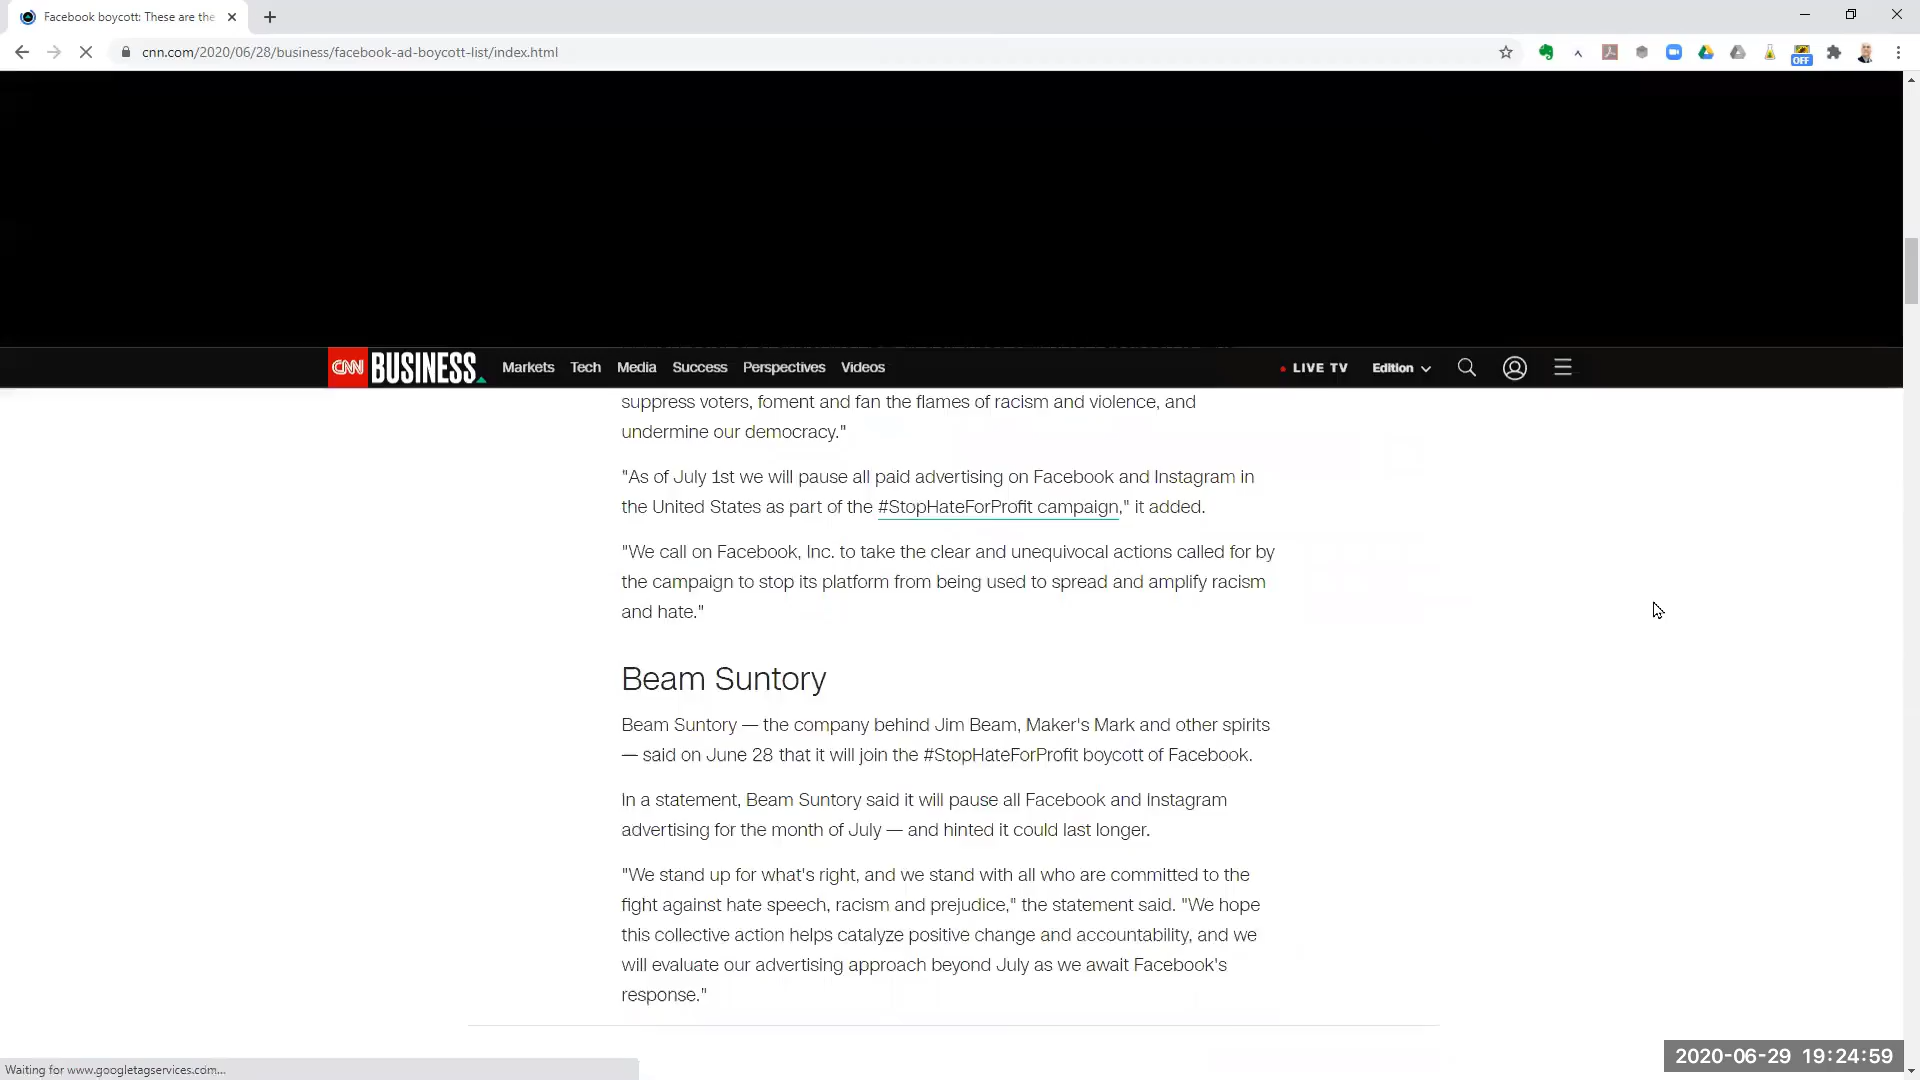 Facebook boycott: These are the
cnn.com/2020/06/28/business/facebook-ad-boycott-list/index.html
OFF
CNN BUSINESS Markets Tech Media Success Perspectives Videos LIVE TV Edition
suppress voters, foment and fan the flames of racism and violence, and
undermine our democracy."
"As of July 1st we will pause all paid advertising on Facebook and Instagram in
the United States as part of the #StopHateForProfit campaign," it added.
"We call on Facebook, Inc. to take the clear and unequivocal actions called for by
the campaign to stop its platform from being used to spread and amplify racism
and hate."
Beam Suntory
Beam Suntory — the company behind Jim Beam, Maker's Mark and other spirits
— said on June 28 that it will join the #StopHateForProfit boycott of Facebook.
In a statement, Beam Suntory said it will pause all Facebook and Instagram
advertising for the month of July — and hinted it could last longer.
"We stand up for what's right, and we stand with all who are committed to the
fight against hate speech, racism and prejudice," the statement said. "We hope
this collective action helps catalyze positive change and accountability, and we
will evaluate our advertising approach beyond July as we await Facebook's
response."
Waiting for www.googletagservices.com...
2020-06-29 19:24:59